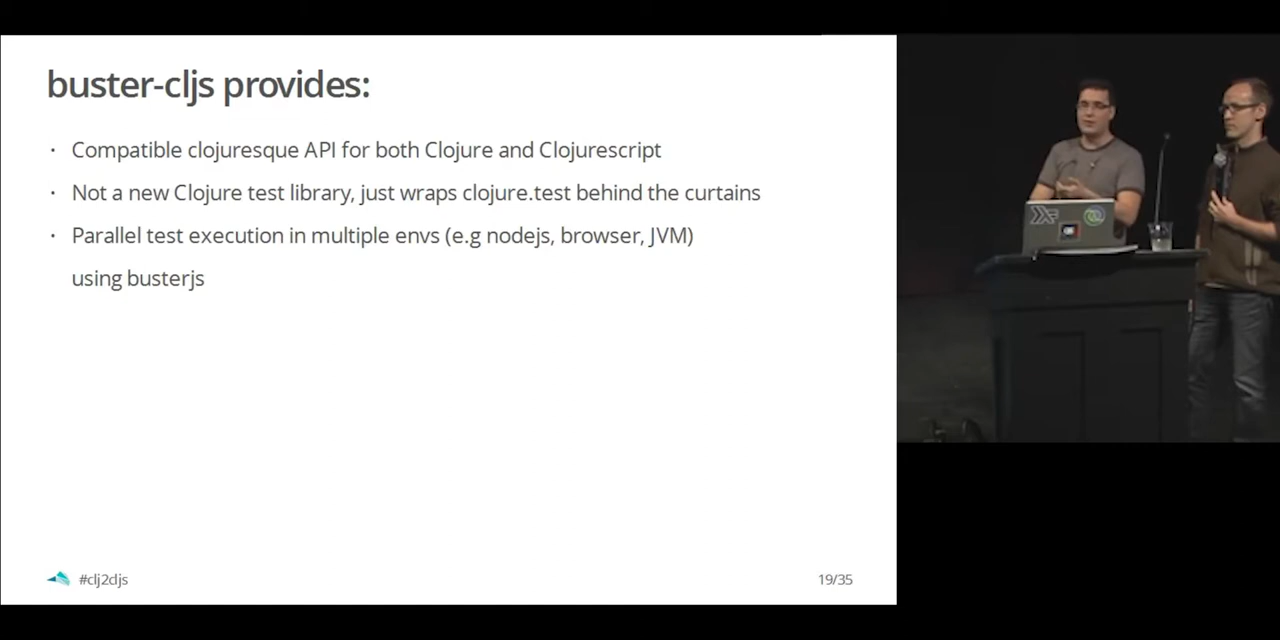 buster-cljs provides:
· Compatible clojuresque API for both Clojure and Clojurescript
· Not a new Clojure test library, just wraps clojure.test behind the curtains
· Parallel test execution in multiple envs (e.g nodejs, browser, JVM)
using busterjs
#clj2cljs
19/35